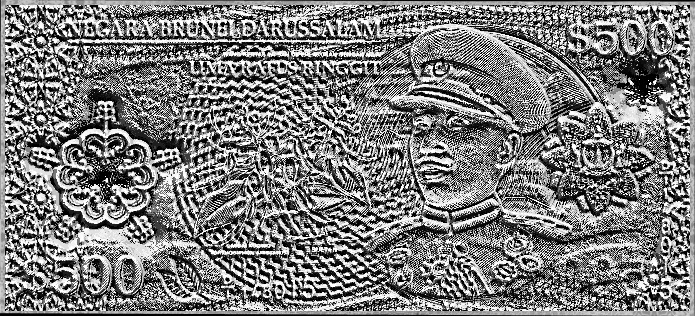 NEGARA BRUNEI DARUSSALAM
$500
LIMA RATUS RINGGIT
$500